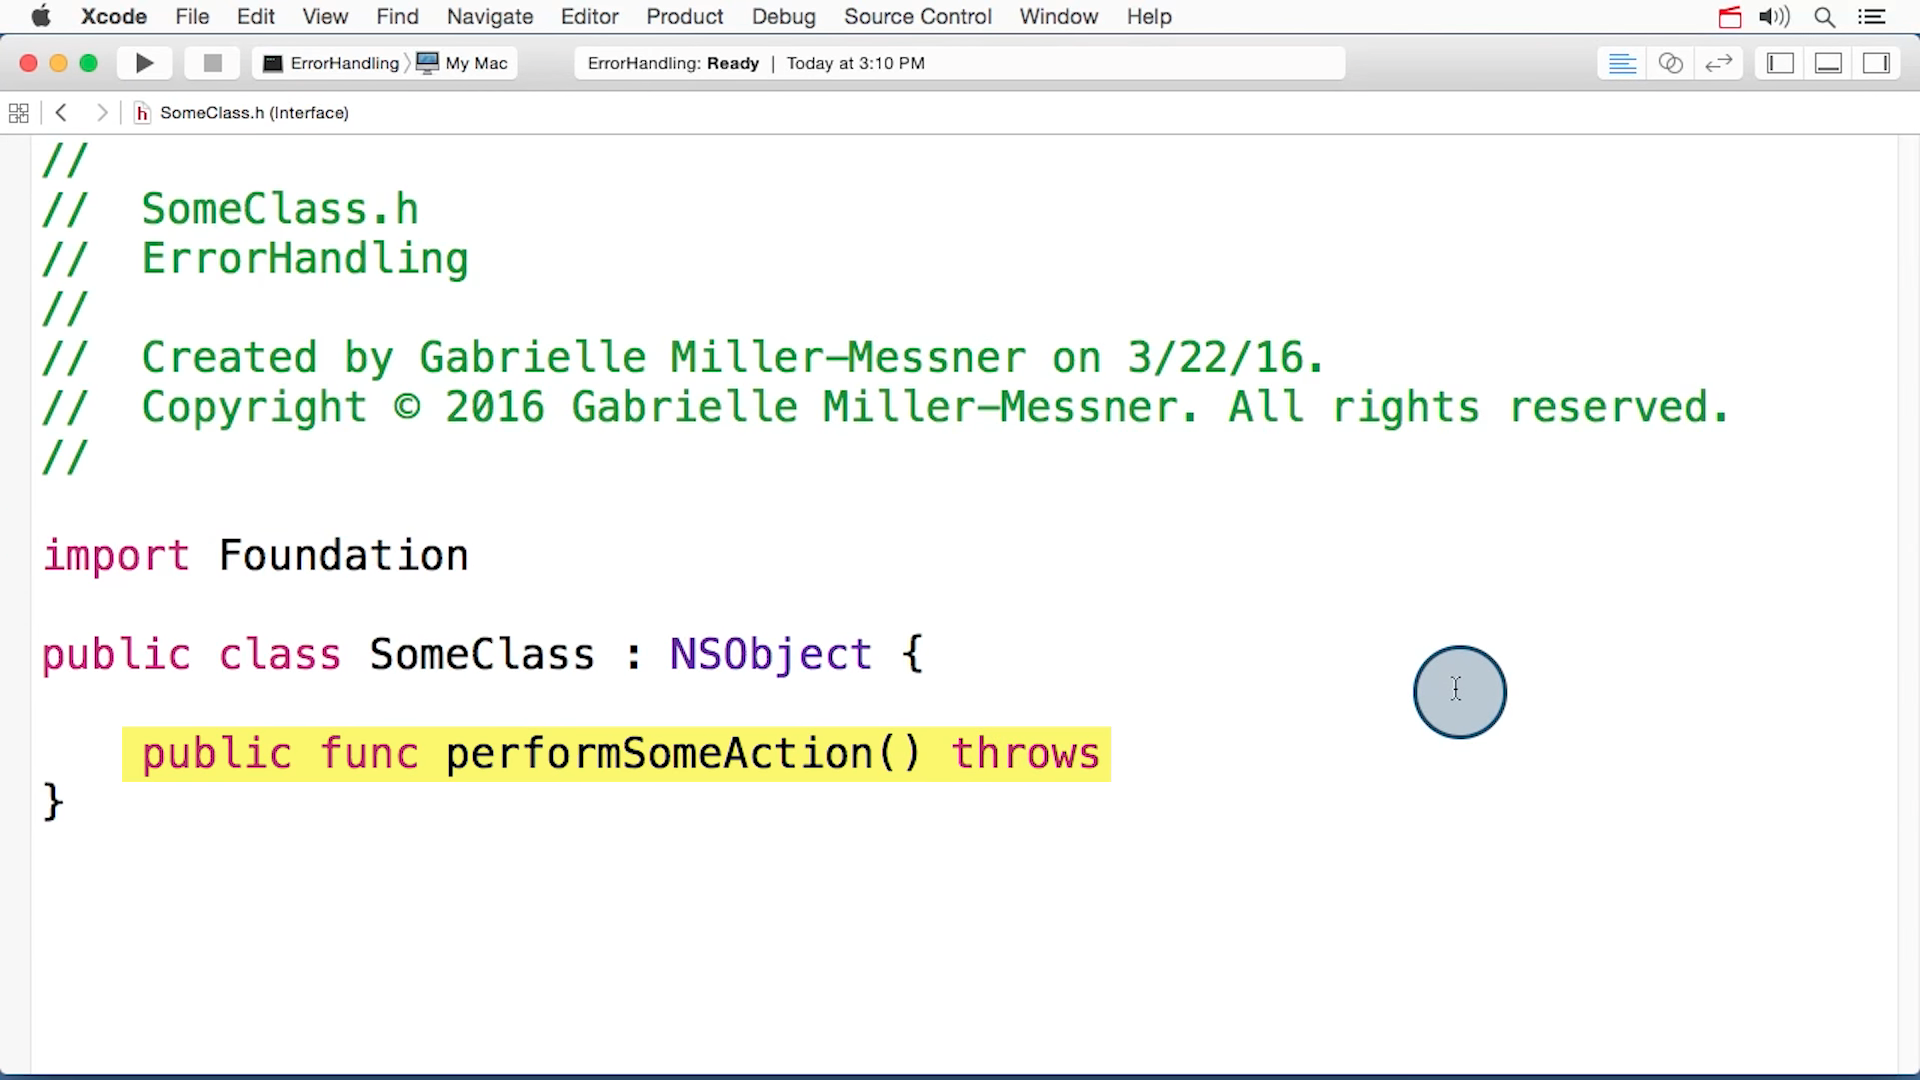 Xcode File Edit View Find Navigate Editor Product Debug Source Control Window Help
ErrorHandling My Mac ErrorHandling: Ready | Today at 3:10 PM
h SomeClass.h (Interface)
//
// SomeClass.h
// ErrorHandling
//
// Created by Gabrielle Miller-Messner on 3/22/16.
// Copyright © 2016 Gabrielle Miller-Messner. All rights reserved.
//
import Foundation
public class SomeClass : NSObject {
public func performSomeAction() throws
}